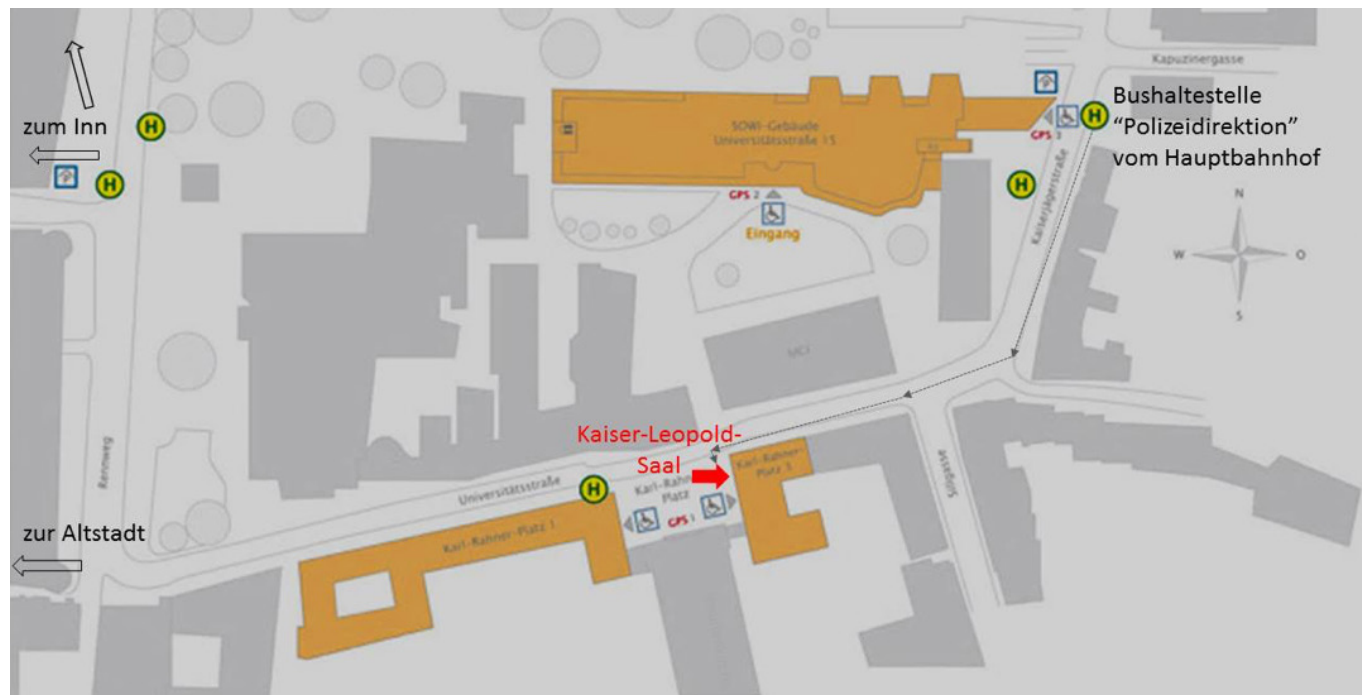 Kapuzinergasse
Bushaltestelle
“Polizeidirektion”
vom Hauptbahnhof
zum Inn
H
H
H
H
SOWI-Gebäude
Universitätsstraße 15
GPS 3
Kaiserjägerstraße
GPS 2
Eingang
N
W
O
S
MCI
Kaiser-Leopold-
Saal
Karl-Rahner-
Platz 3
Karl-Rahn
Platz
GPS 1
H
Universitätsstraße
Karl-Rahner-Platz 1
Rennweg
Sillgasse
zur Altstadt